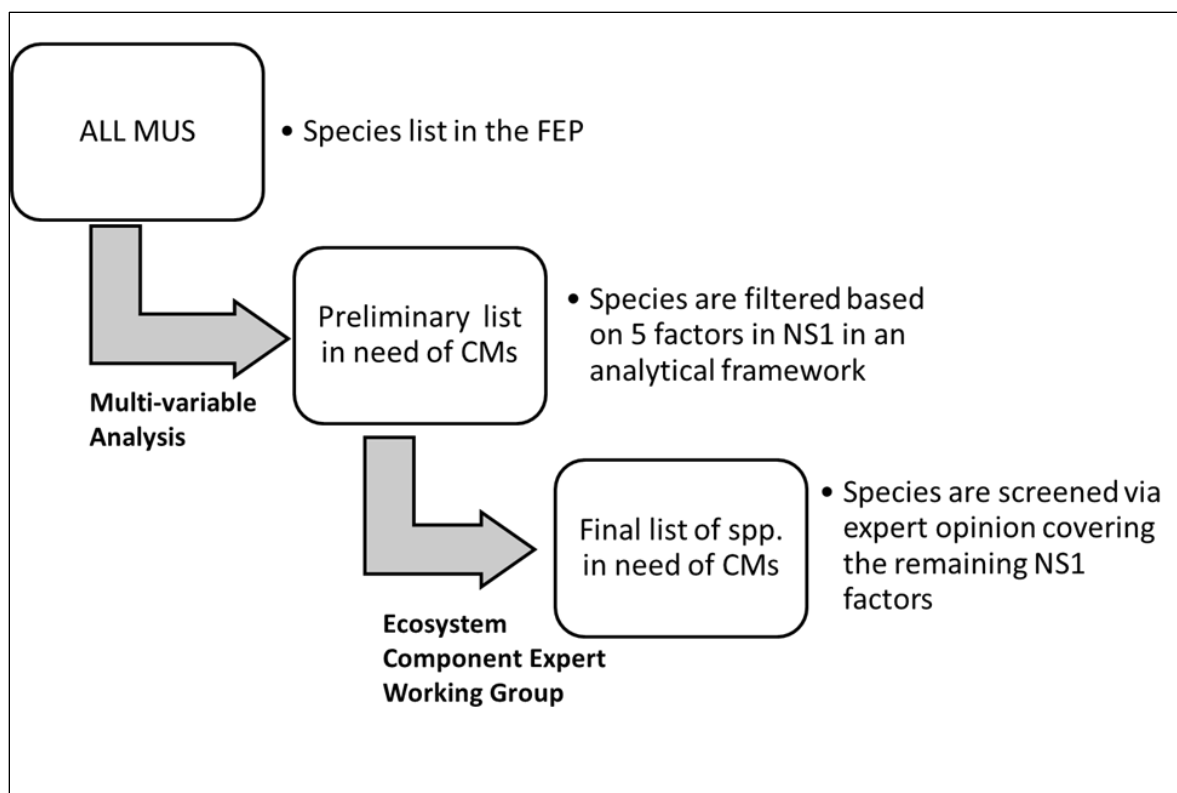 ALL MUS
• Species list in the FEP
Multi-variable
Analysis
Preliminary list
in need of CMs
• Species are filtered based
on 5 factors in NS1 in an
analytical framework
Ecosystem
Component Expert
Working Group
Final list of spp.
in need of CMs
• Species are screened via
expert opinion covering
the remaining NS1
factors